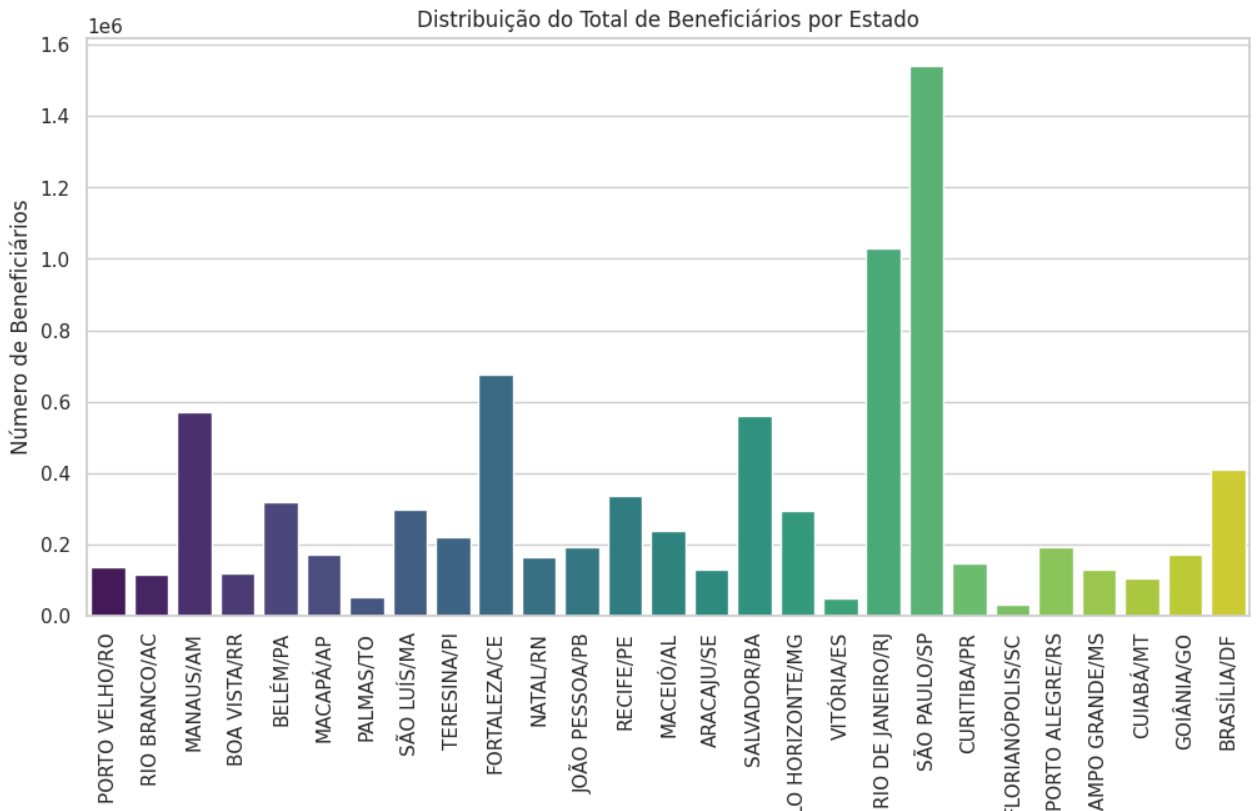 Distribuição do Total de Beneficiários por Estado
1e6
1.6
1.4
1.2
1.0
0.8
0.6
0.4
0.2
0.0
Número de Beneficiários
PORTO VELHO/RO
RIO BRANCO/AC
MANAUS/AM
BOA VISTA/RR
BELÉM/PA
MACAPÁ/AP
PALMAS/TO
SÃO LUÍS/MA
TERESINA/PI
FORTALEZA/CE
NATAL/RN
JOÃO PESSOA/PB
RECIFE/PE
MACEIÓ/AL
ARACAJU/SE
SALVADOR/BA
LO HORIZONTE/MG
VITÓRIA/ES
RIO DE JANEIRO/RJ
SÃO PAULO/SP
CURITIBA/PR
FLORIANÓPOLIS/SC
PORTO ALEGRE/RS
AMPO GRANDE/MS
CUIABÁ/MT
GOIÂNIA/GO
BRASÍLIA/DF